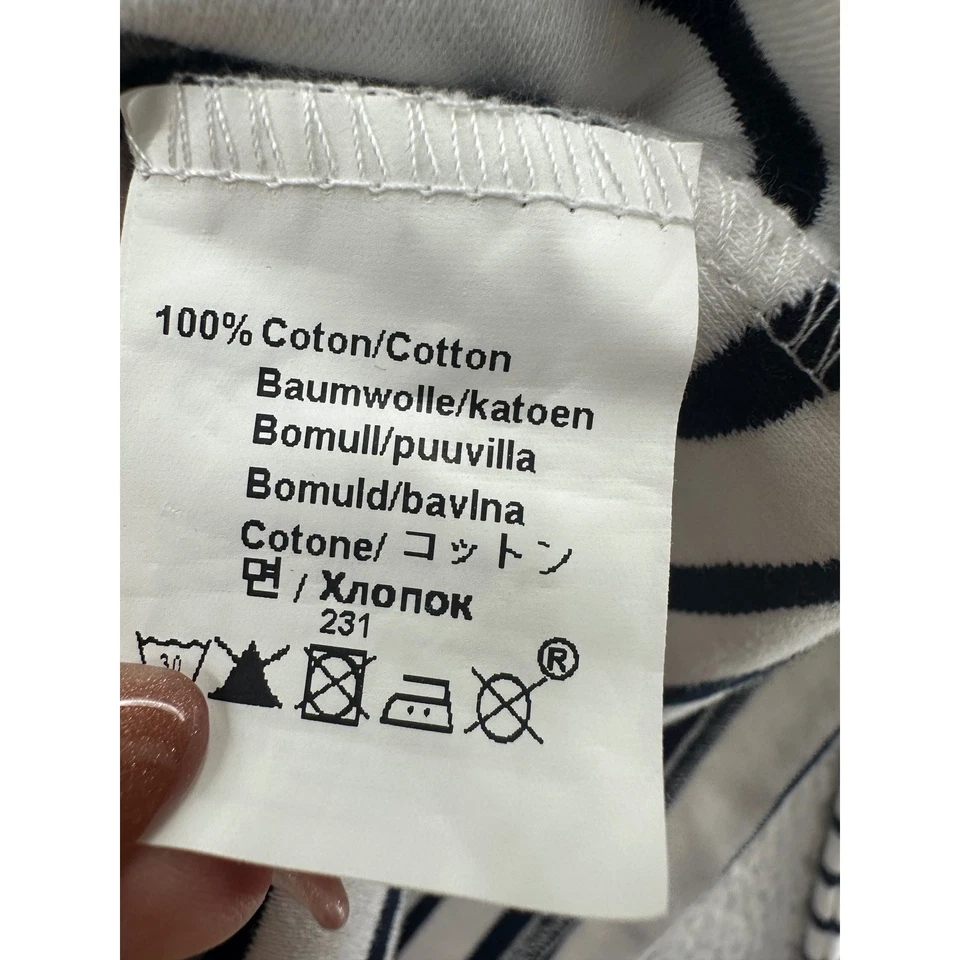 100% Coton/Cotton
Baumwolle/katoen
Bomull/puuvilla
Bomuld/bavlna
Cotone/ コットン
면 / Хлопок
231
30
®